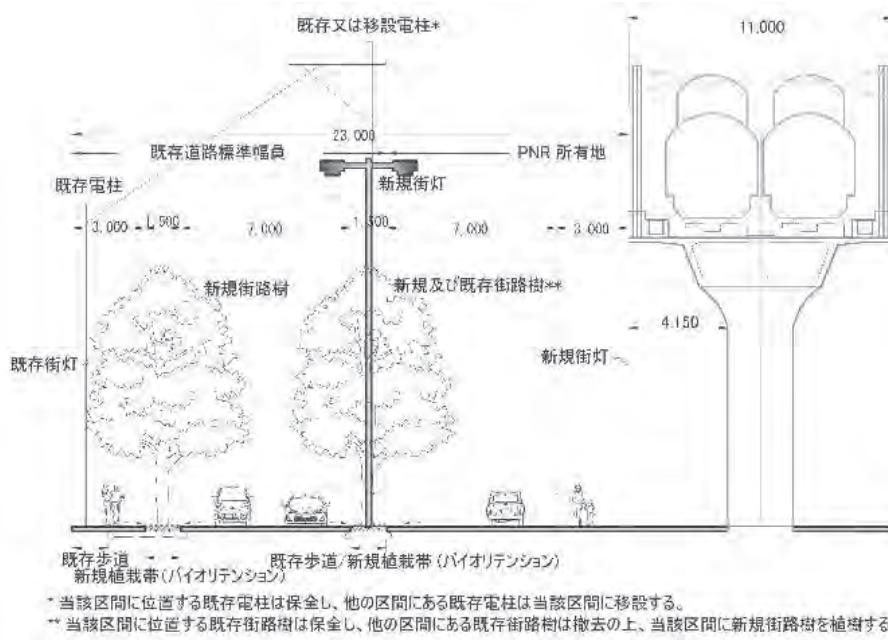 既存又は移設電柱*
11.000
23.000
既存道路標準幅員
PNR 所有地
既存電柱
新規街灯
3.000
1.500
7.000
1.500
7.000
3.000
新規街路樹
新規及び既存街路樹**
4.150
既存街灯
新規街灯
既存歩道
新規植栽帯(バイオリテンション)
既存歩道/新規植栽帯(バイオリテンション)
* 当該区間に位置する既存電柱は保全し、他の区間にある既存電柱は当該区間に移設する。
** 当該区間に位置する既存街路樹は保全し、他の区間にある既存街路樹は撤去の上、当該区間に新規街路樹を植樹する